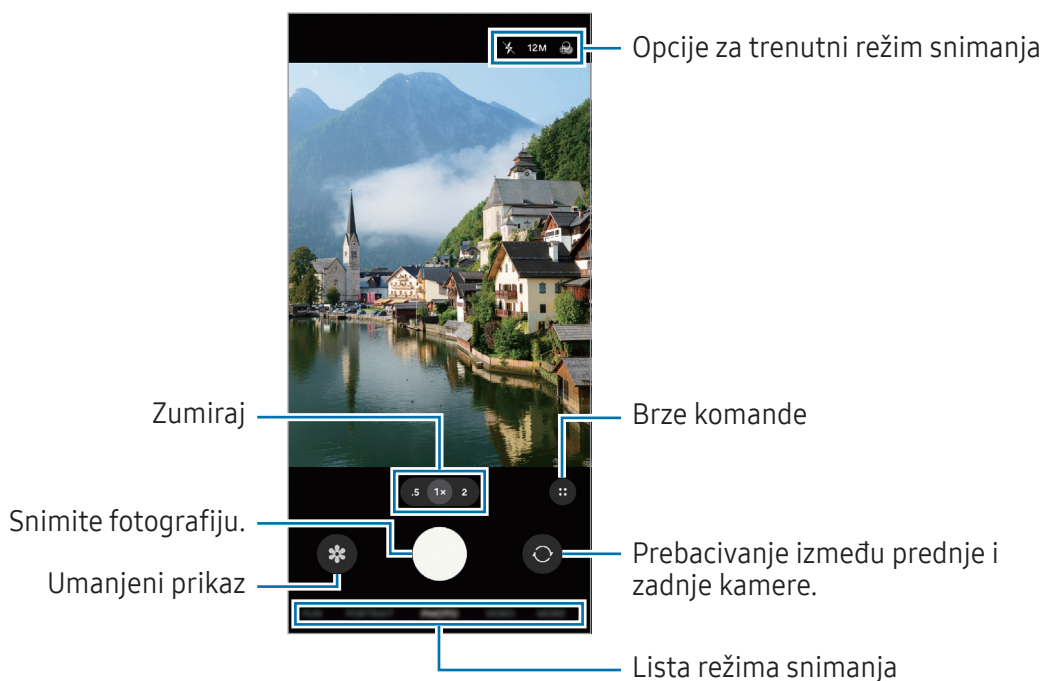 12M
Opcije za trenutni režim snimanja
Zumiraj
Brze komande
.5 1× 2
Snimite fotografiju.
Prebacivanje između prednje i
zadnje kamere.
Umanjeni prikaz
Lista režima snimanja